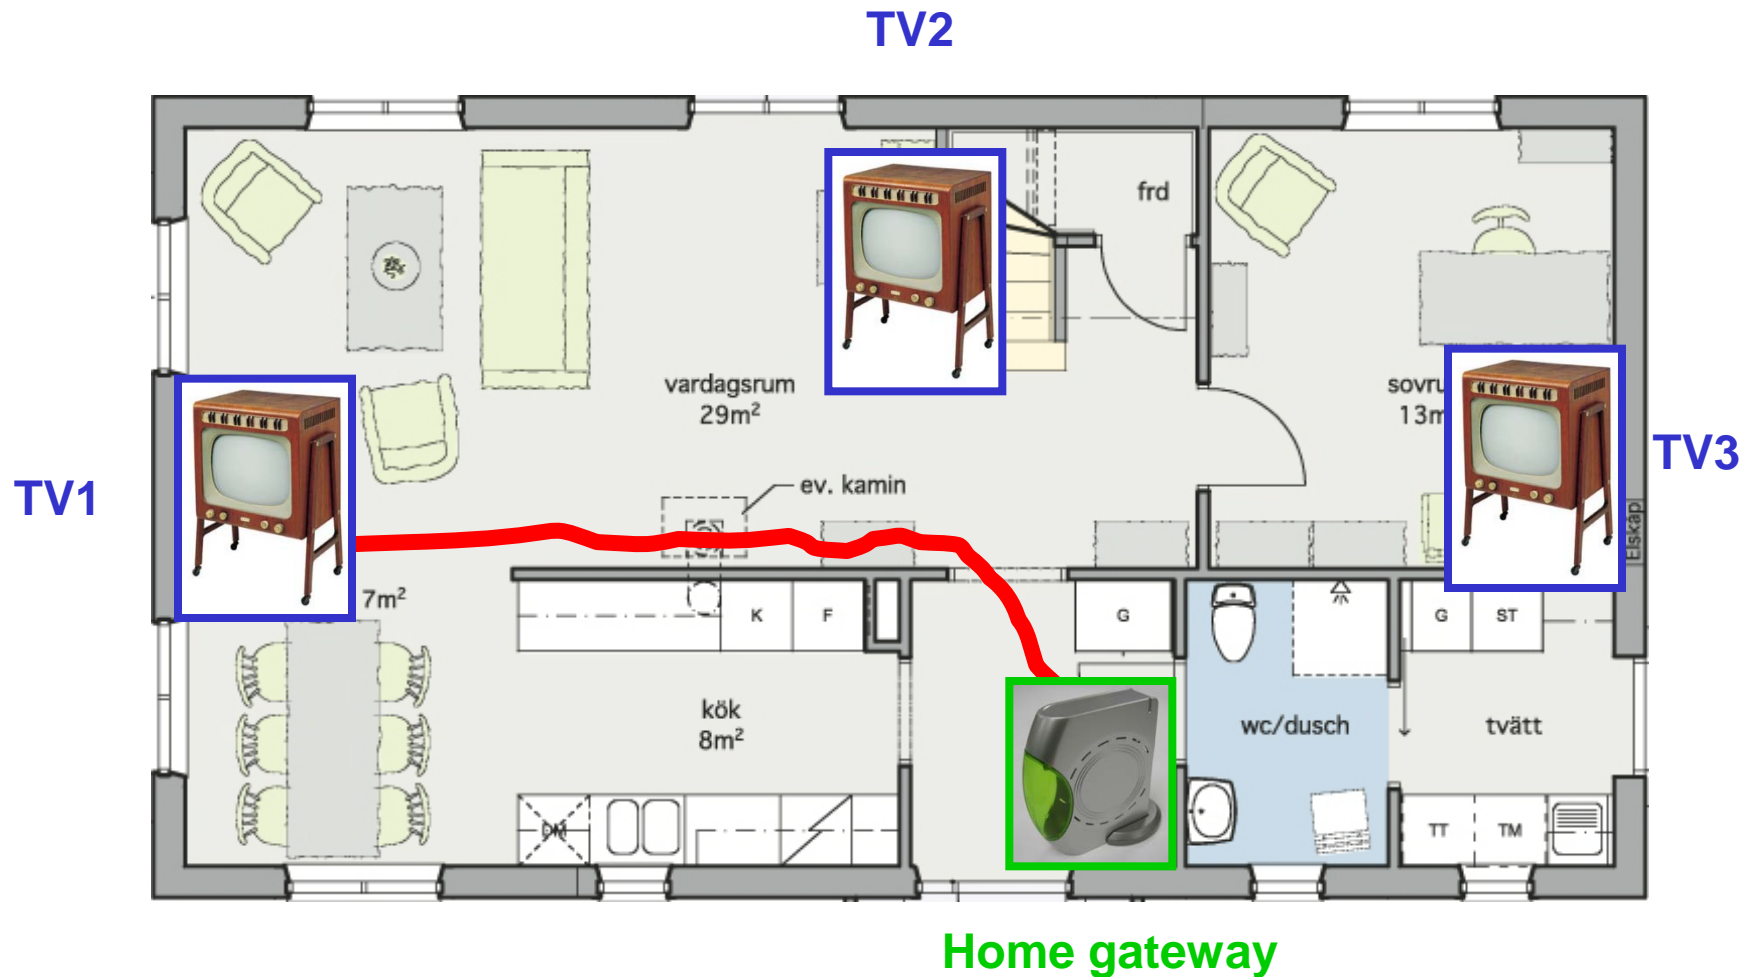 TV2
frd
vardagsrum
29m²
sovru
13m
TV3
TV1
ev. kamin
Elskåp
7m²
K
F
G
G
ST
kök
8m²
wc/dusch
tvätt
DM
TT
TM
Home gateway